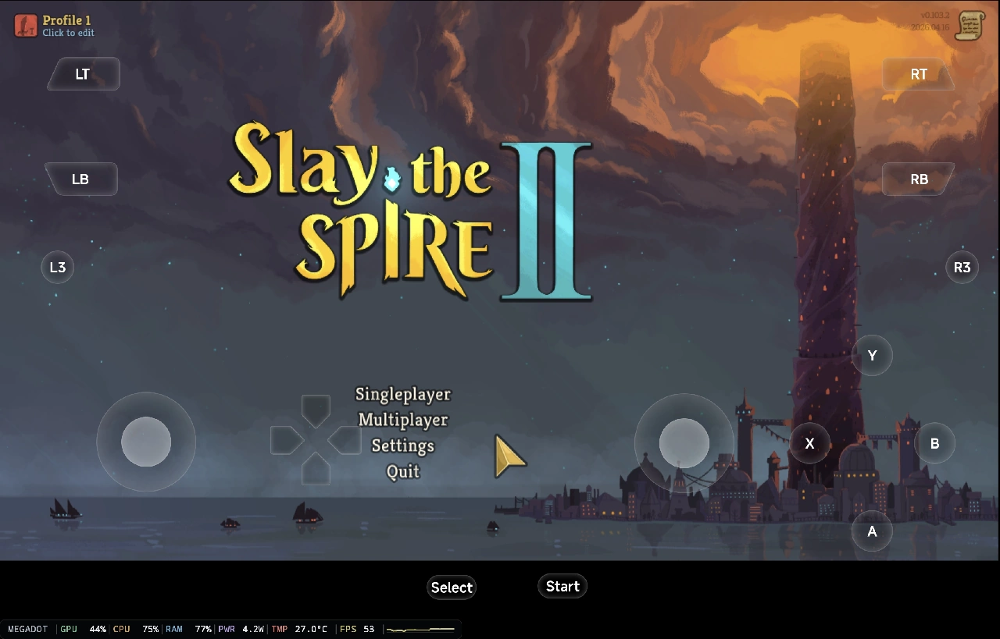 Profile 1
Click to edit
v0.103.2
2026.04.16
LT
RT
LB
RB
Slay the
SPIRE II
L3
R3
Y
Singleplayer
Multiplayer
Settings
Quit
X
B
A
Select
Start
MEGADOT | GPU 44% | CPU 75% | RAM 77% | PWR 4.2W | TMP 27.0°C | FPS 53